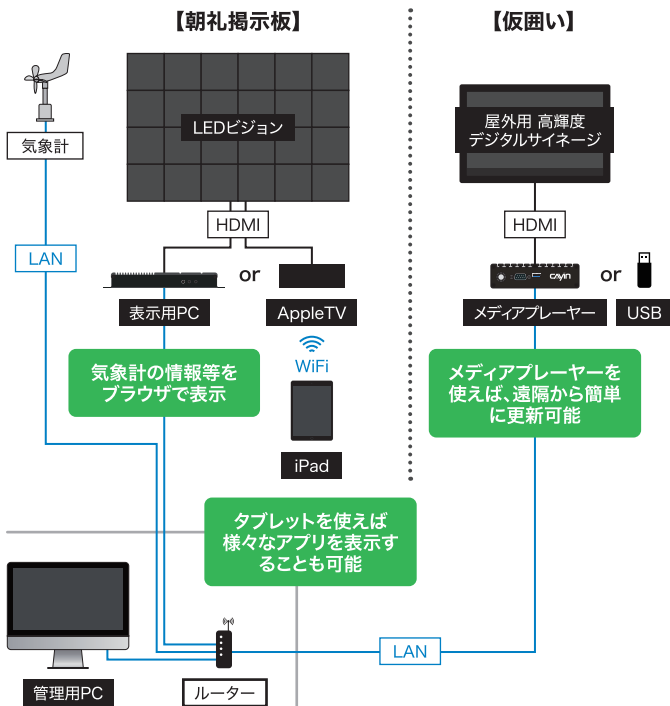 【朝礼掲示板】
【仮囲い】
LEDビジョン
屋外用 高輝度
デジタルサイネージ
気象計
HDMI
HDMI
LAN
or
CAYIN
or
表示用PC
AppleTV
メディアプレーヤー
USB
WiFi
気象計の情報等を
ブラウザで表示
メディアプレーヤーを
使えば、遠隔から簡単
に更新可能
iPad
タブレットを使えば
様々なアプリを表示す
ることも可能
LAN
管理用PC
ルーター